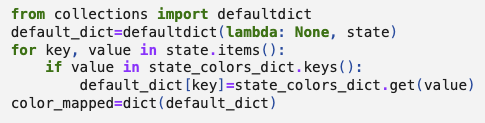 from collections import defaultdict
default_dict=defaultdict(lambda: None, state)
for key, value in state.items():
    if value in state_colors_dict.keys():
        default_dict[key]=state_colors_dict.get(value)
color_mapped=dict(default_dict)